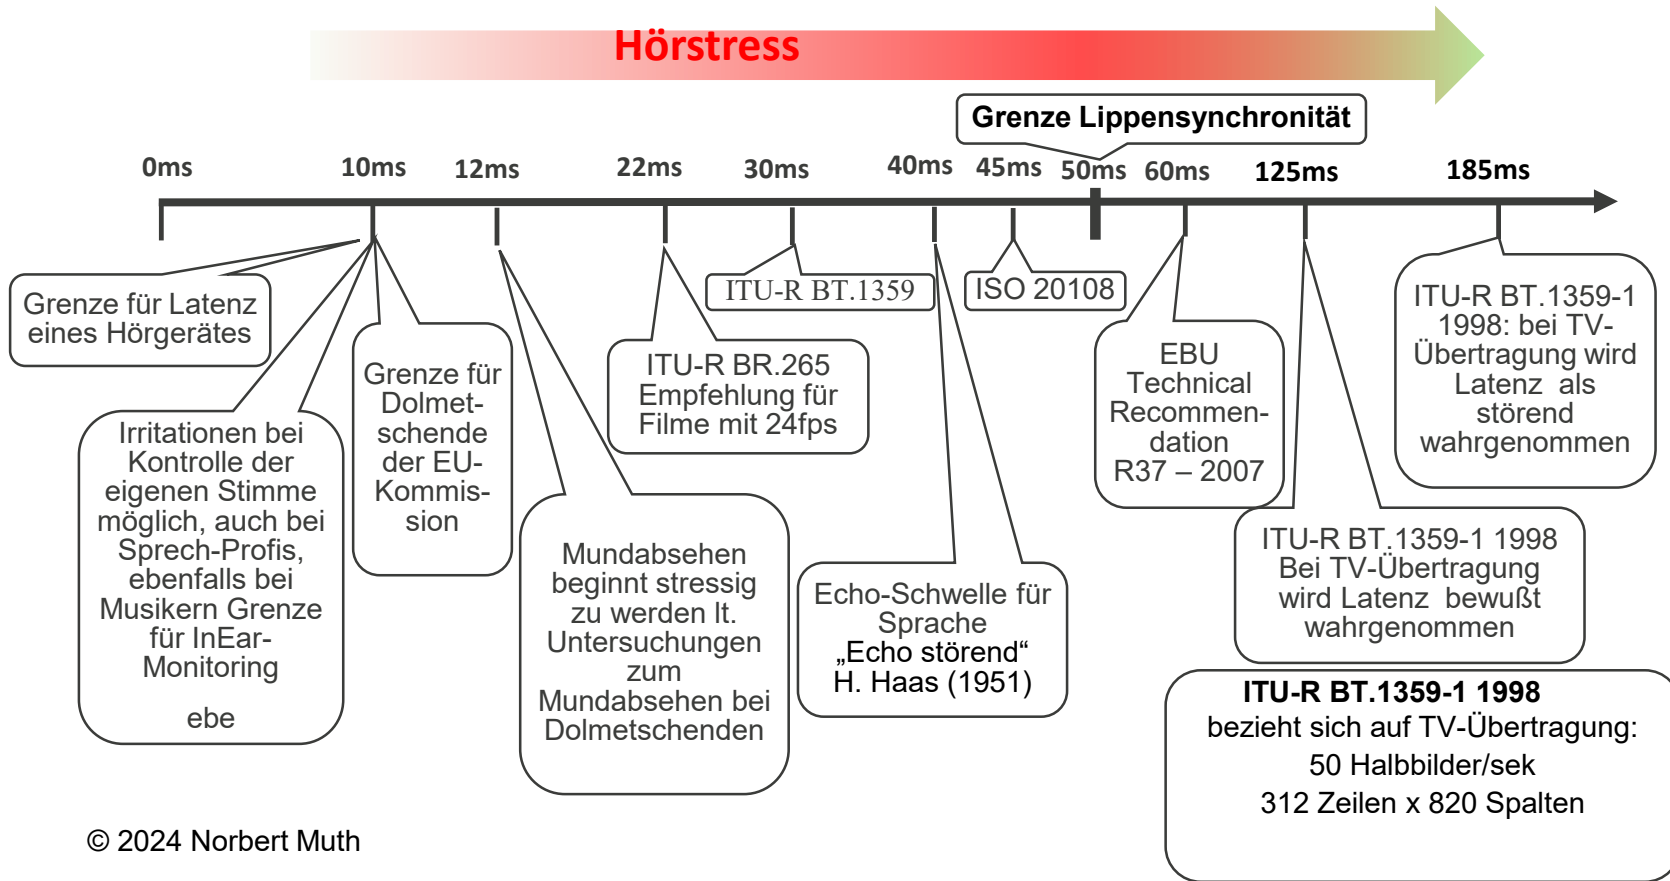 Hörstress
Grenze Lippensynchronität
0ms
10ms
12ms
22ms
30ms
40ms
45ms
50ms
60ms
125ms
185ms
Grenze für Latenz
eines Hörgerätes
Irritationen bei
Kontrolle der
eigenen Stimme
möglich, auch bei
Sprech-Profis,
ebenfalls bei
Musikern Grenze
für InEar-
Monitoring
ebe
Grenze für
Dolmet-
schende
der EU-
Kommis-
sion
Mundabsehen
beginnt stressig
zu werden lt.
Untersuchungen
zum
Mundabsehen bei
Dolmetschenden
ITU-R BR.265
Empfehlung für
Filme mit 24fps
ITU-R BT.1359
Echo-Schwelle für
Sprache
„Echo störend“
H. Haas (1951)
ISO 20108
EBU
Technical
Recommen-
dation
R37 – 2007
ITU-R BT.1359-1 1998
Bei TV-Übertragung
wird Latenz bewußt
wahrgenommen
ITU-R BT.1359-1
1998: bei TV-
Übertragung wird
Latenz als
störend
wahrgenommen
ITU-R BT.1359-1 1998
bezieht sich auf TV-Übertragung:
50 Halbbilder/sek
312 Zeilen x 820 Spalten
© 2024 Norbert Muth